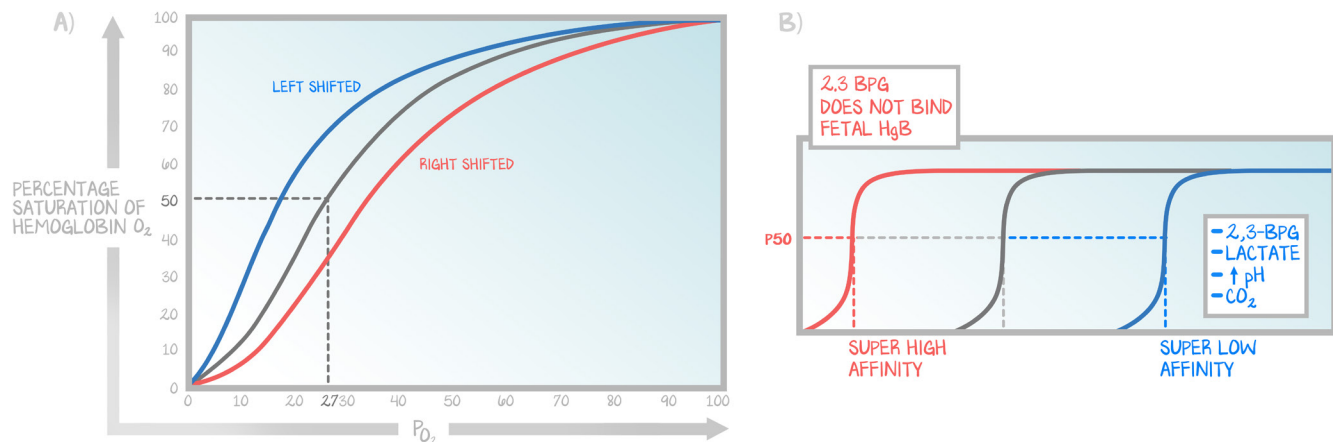 A)
PERCENTAGE
SATURATION OF
HEMOGLOBIN O₂
100
90
80
70
60
50
40
30
20
10
0
LEFT SHIFTED
RIGHT SHIFTED
0
10
20
27
30
40
50
60
70
80
90
100
PO₂
B)
2,3 BPG
DOES NOT BIND
FETAL HgB
P50
- 2,3-BPG
- LACTATE
- ↑ pH
- CO₂
SUPER HIGH
AFFINITY
SUPER LOW
AFFINITY